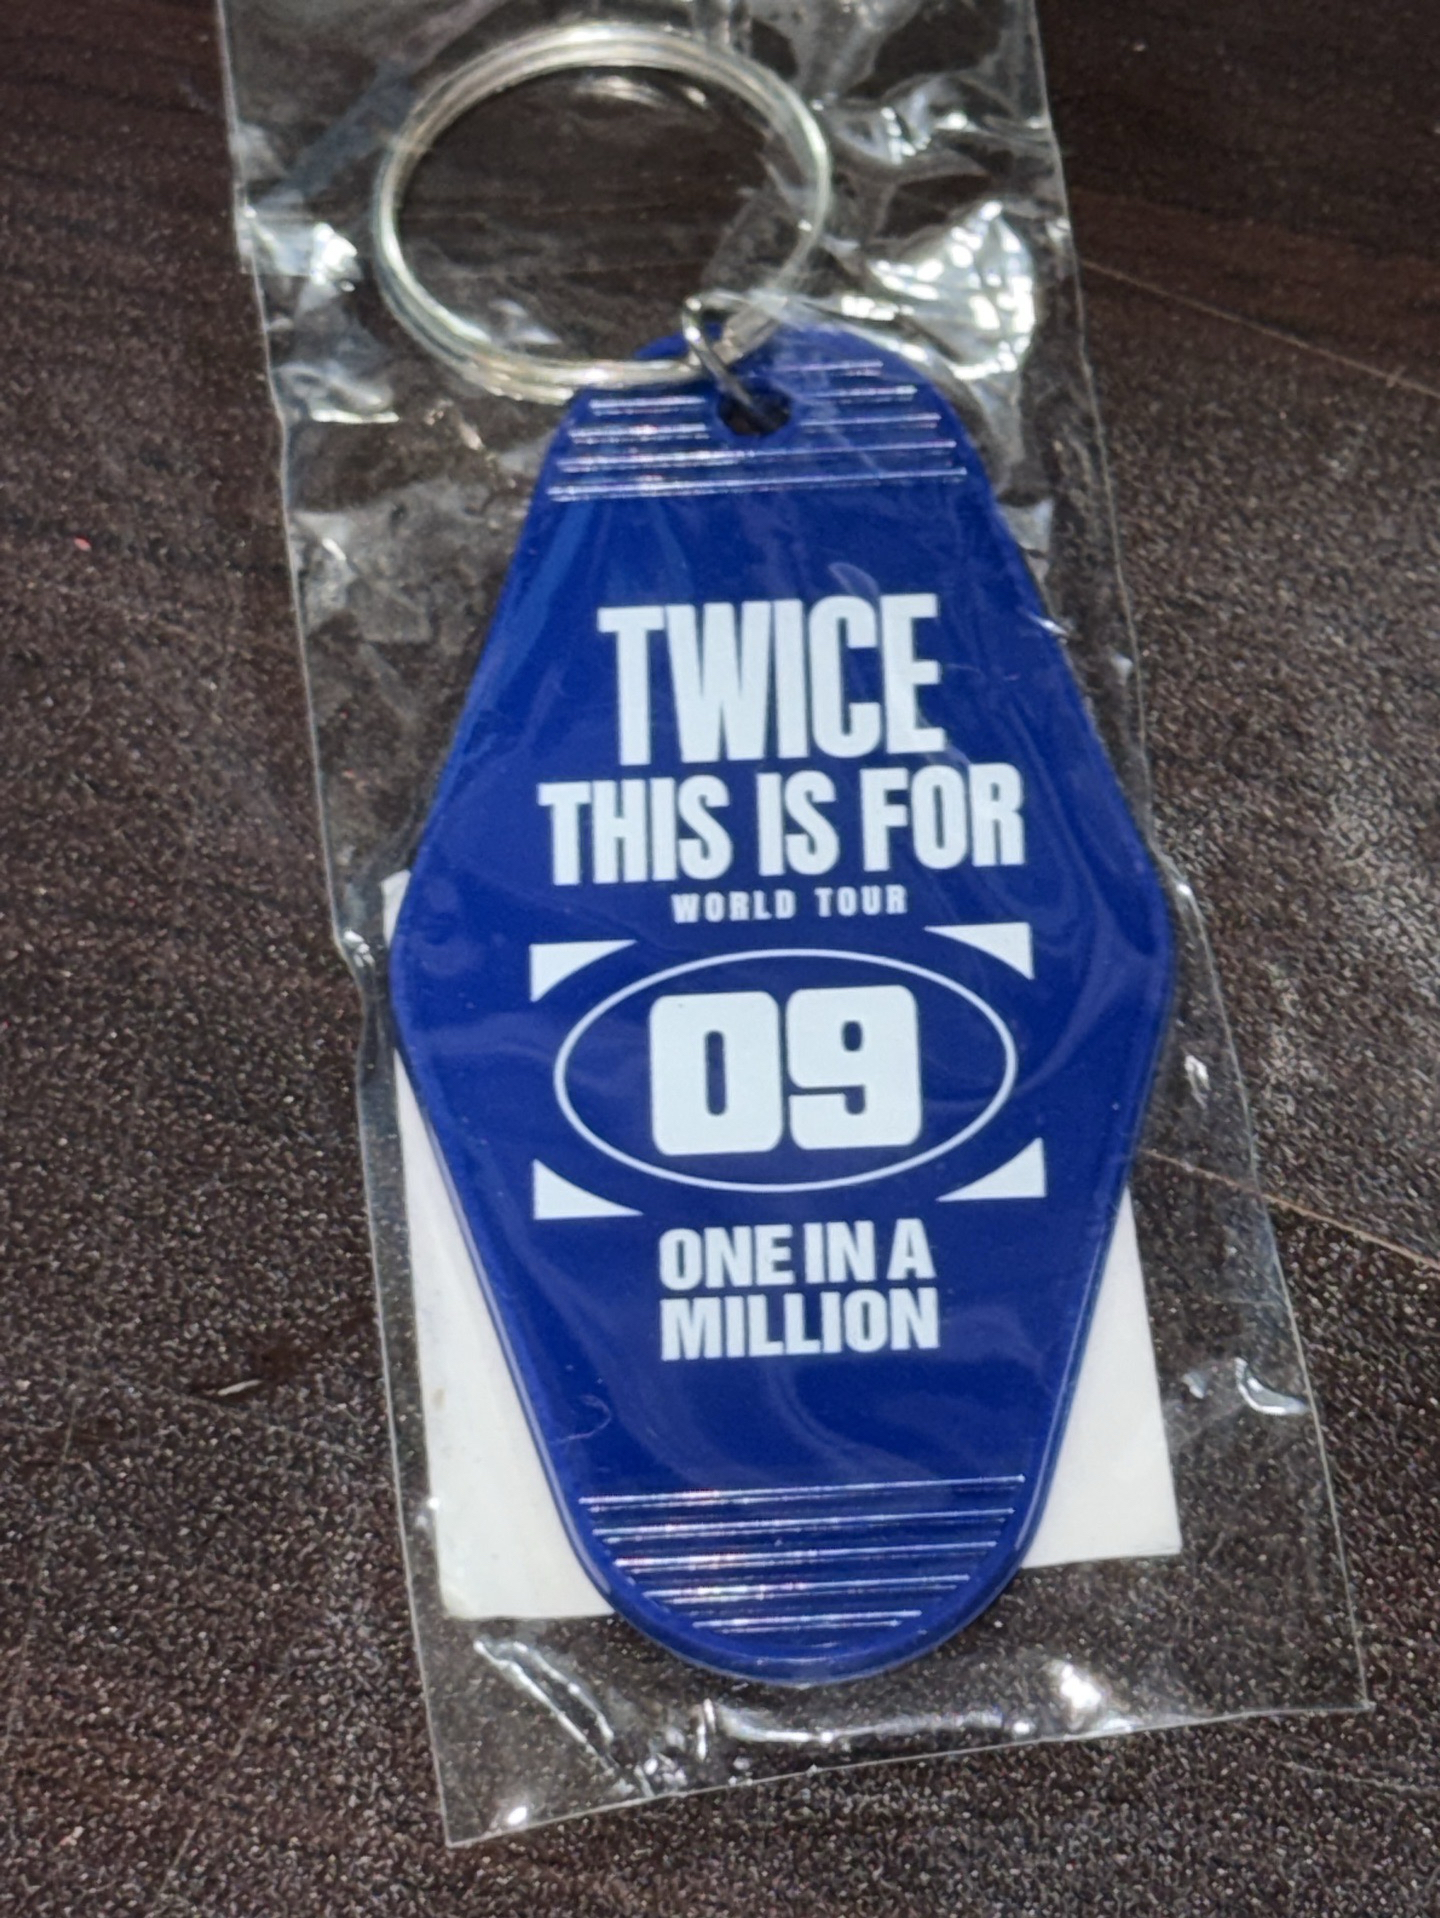 TWICE
THIS IS FOR
WORLD TOUR
09
ONE IN A
MILLION